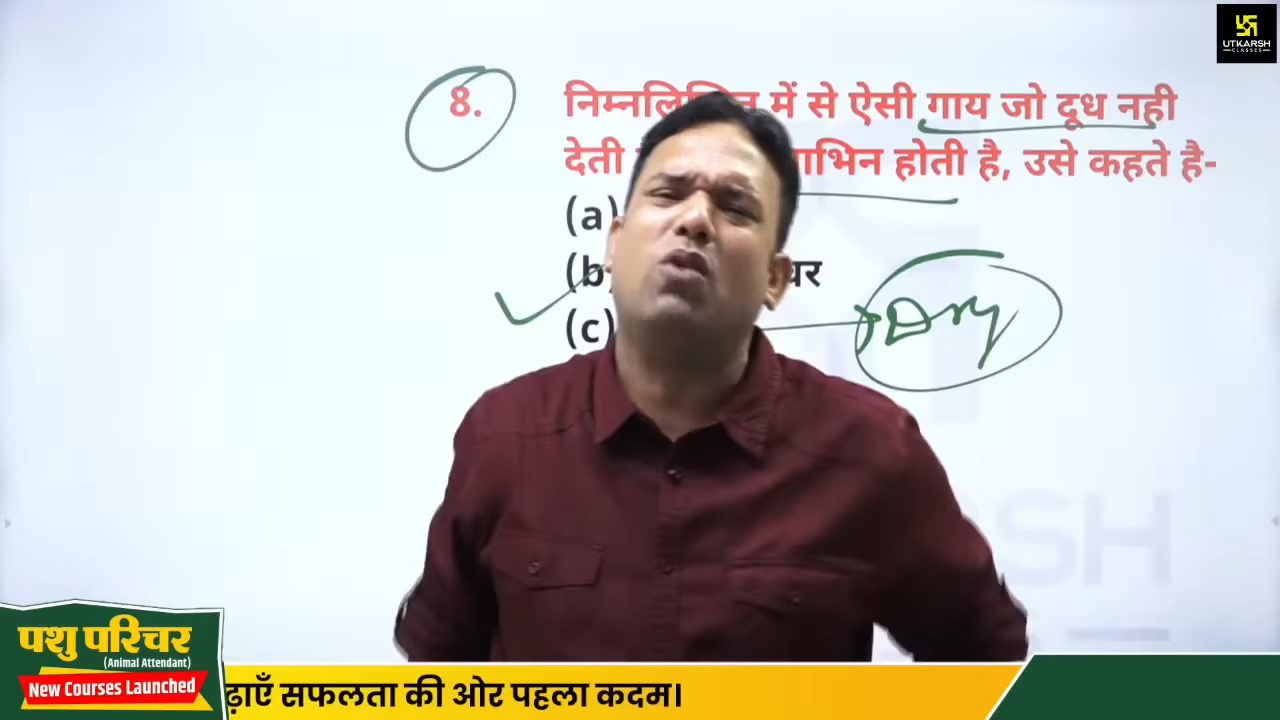 UTKARSH
CLASSES
8.
में से ऐसी गाय जो दूध नही
देती गाभिन होती है, उसे कहते है-
(a)
(b)
(c)
Dry
पशु परिचर
(Animal Attendant)
New Courses Launched
सफलता की ओर पहला कदम।